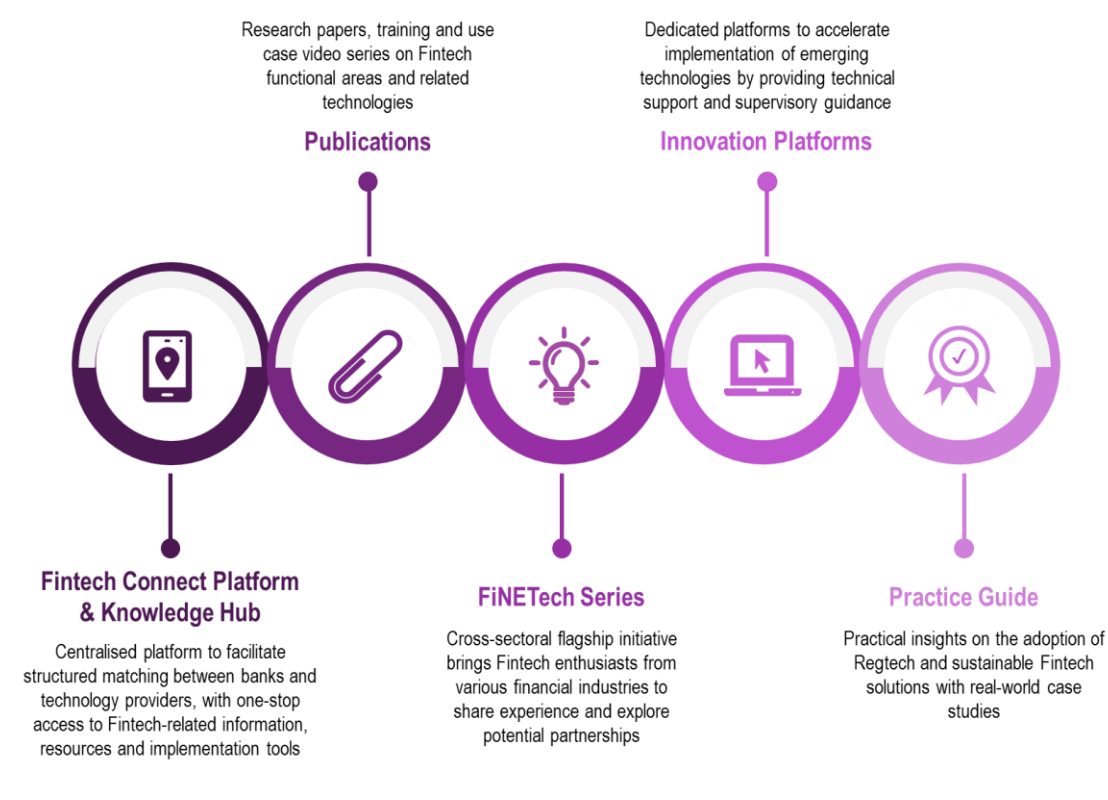 Research papers, training and use
case video series on Fintech
functional areas and related
technologies
Publications
Dedicated platforms to accelerate
implementation of emerging
technologies by providing technical
support and supervisory guidance
Innovation Platforms
Fintech Connect Platform
& Knowledge Hub
Centralised platform to facilitate
structured matching between banks and
technology providers, with one-stop
access to Fintech-related information,
resources and implementation tools
FiNETech Series
Cross-sectoral flagship initiative
brings Fintech enthusiasts from
various financial industries to
share experience and explore
potential partnerships
Practice Guide
Practical insights on the adoption of
Regtech and sustainable Fintech
solutions with real-world case
studies